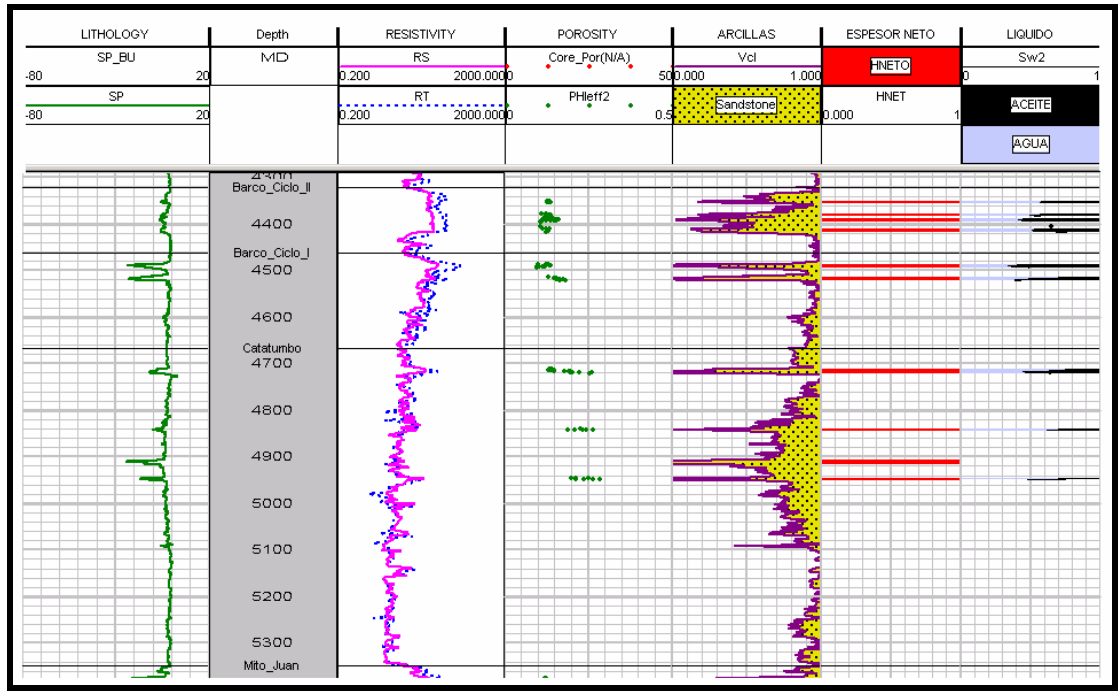 LITHOLOGY Depth RESISTIVITY POROSITY ARCILLAS ESPESOR NETO LIQUIDO
SP_BU MD RS Core_Por(N/A) Vcl HNETO Sw2
-80 20 0.200 2000.0000 50 0.000 1.000 0 1
SP RT PHIeff2 Sandstone HNET ACEITE
-80 20 0.200 2000.0000 0.5 0.000 1
AGUA
4300
Barco_Ciclo_II
4400
Barco_Ciclo_I
4500
4600
Catatumbo
4700
4800
4900
5000
5100
5200
5300
Mito_Juan